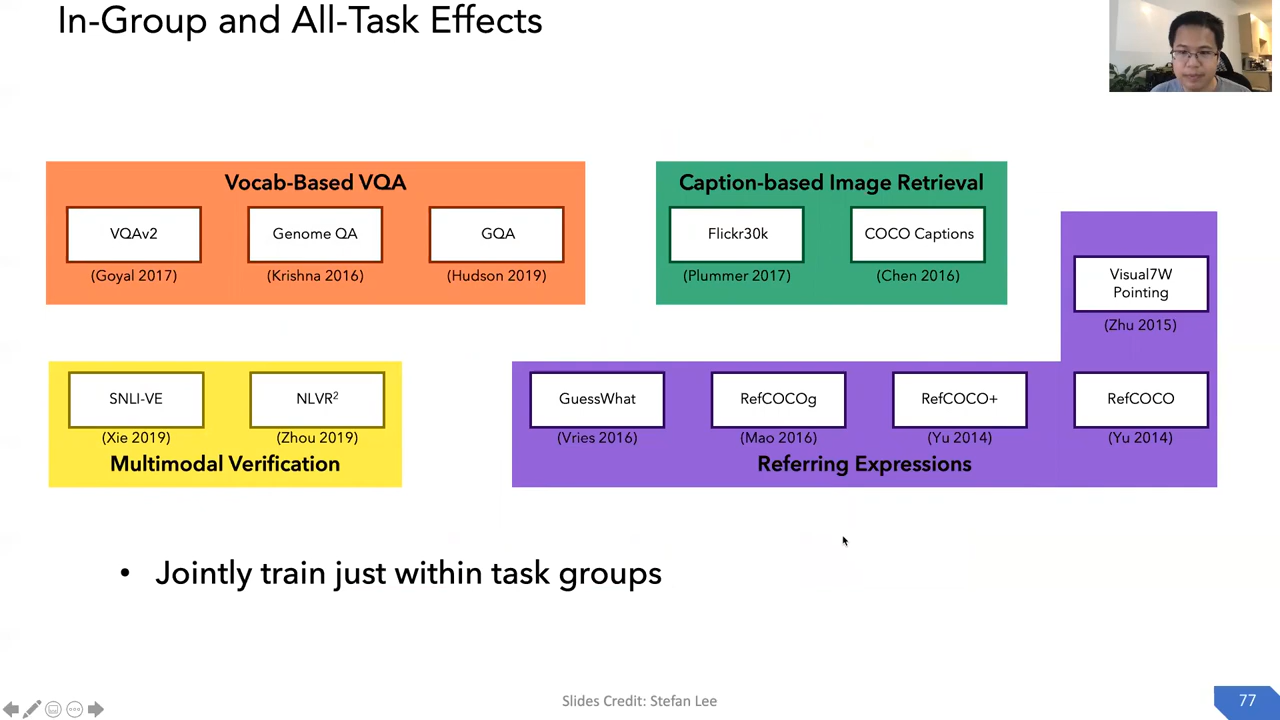 In-Group and All-Task Effects
Vocab-Based VQA
VQAv2
Genome QA
GQA
(Goyal 2017)
(Krishna 2016)
(Hudson 2019)
Caption-based Image Retrieval
Flickr30k
COCO Captions
(Plummer 2017)
(Chen 2016)
Visual7W
Pointing
(Zhu 2015)
SNLI-VE
NLVR²
(Xie 2019)
(Zhou 2019)
Multimodal Verification
GuessWhat
RefCOCOg
RefCOCO+
RefCOCO
(Vries 2016)
(Mao 2016)
(Yu 2014)
(Yu 2014)
Referring Expressions
• Jointly train just within task groups
Slides Credit: Stefan Lee
77